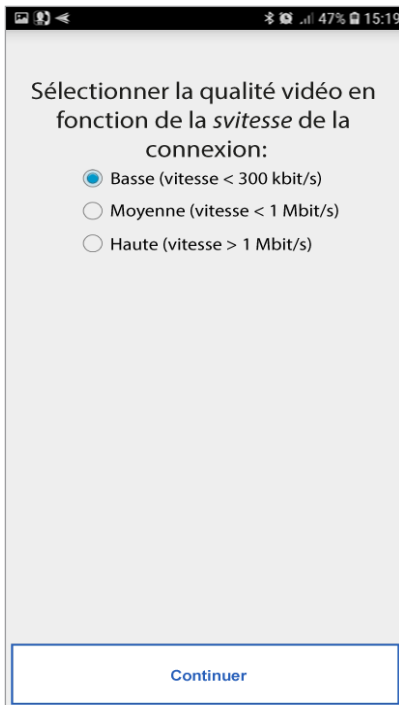 47% 15:19
Sélectionner la qualité vidéo en
fonction de la svitesse de la
connexion:
Basse (vitesse < 300 kbit/s)
Moyenne (vitesse < 1 Mbit/s)
Haute (vitesse > 1 Mbit/s)
Continuer